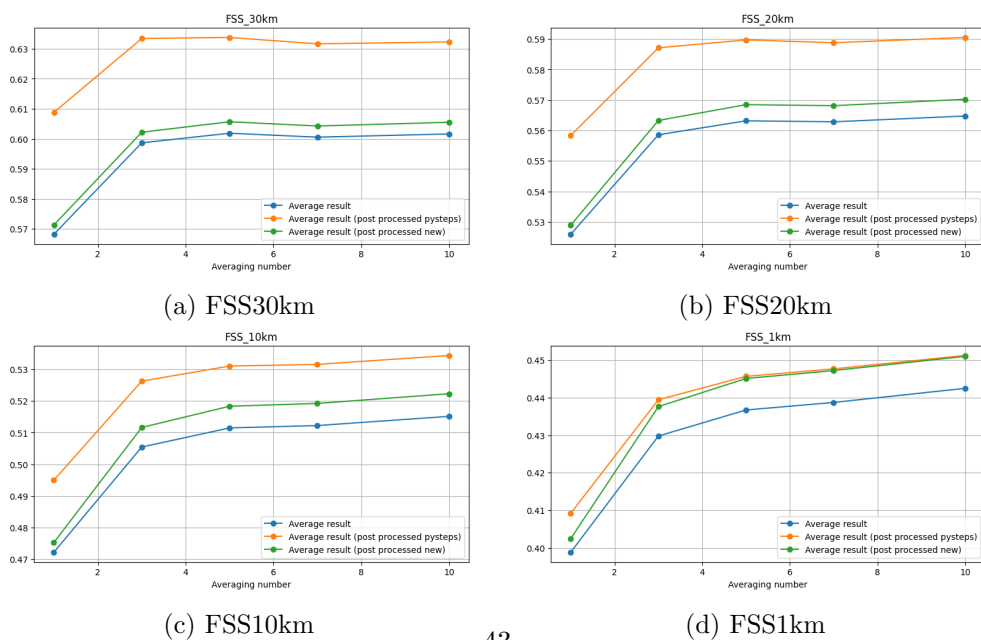 FSS_30km
0.63
0.62
0.61
0.60
0.59
0.58
0.57
Average result
Average result (post processed pysteps)
Average result (post processed new)
2 4 6 8 10
Averaging number
(a) FSS30km
FSS_20km
0.59
0.58
0.57
0.56
0.55
0.54
0.53
Average result
Average result (post processed pysteps)
Average result (post processed new)
2 4 6 8 10
Averaging number
(b) FSS20km
FSS_10km
0.53
0.52
0.51
0.50
0.49
0.48
0.47
Average result
Average result (post processed pysteps)
Average result (post processed new)
2 4 6 8 10
Averaging number
(c) FSS10km
FSS_1km
0.45
0.44
0.43
0.42
0.41
0.40
Average result
Average result (post processed pysteps)
Average result (post processed new)
2 4 6 8 10
Averaging number
(d) FSS1km